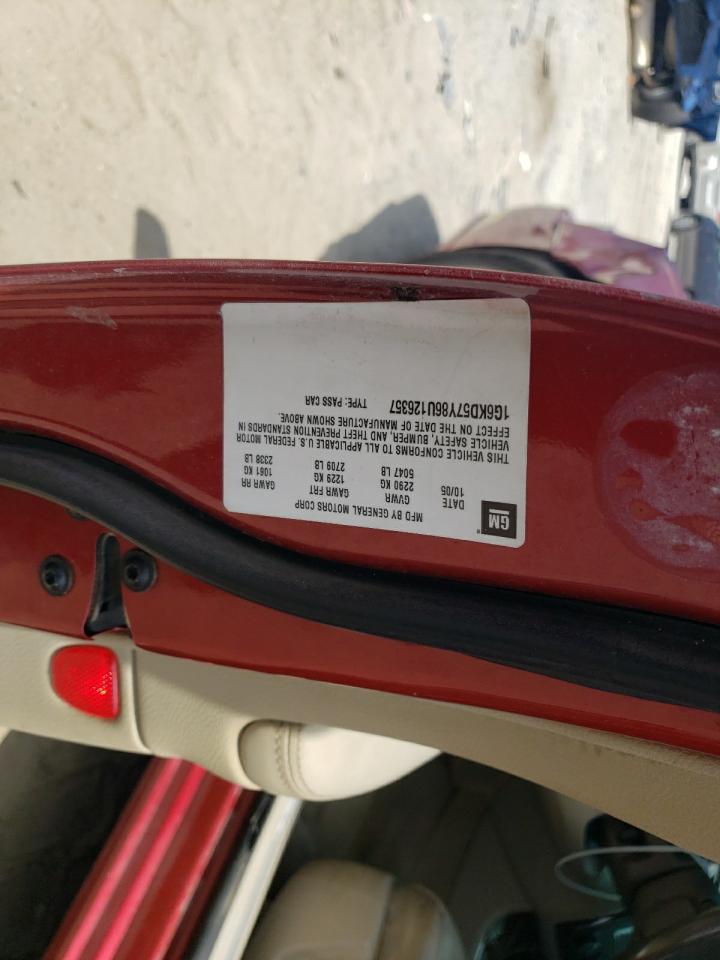 GM
MFD BY GENERAL MOTORS CORP
DATE GVWR GAWR FRT GAWR RR
10/05 2290 KG 1229 KG 1061 KG
5047 LB 2709 LB 2338 LB
THIS VEHICLE CONFORMS TO ALL APPLICABLE U.S. FEDERAL MOTOR
VEHICLE SAFETY, BUMPER, AND THEFT PREVENTION STANDARDS IN
EFFECT ON THE DATE OF MANUFACTURE SHOWN ABOVE.
1G6KD57Y86U126357 TYPE: PASS CAR